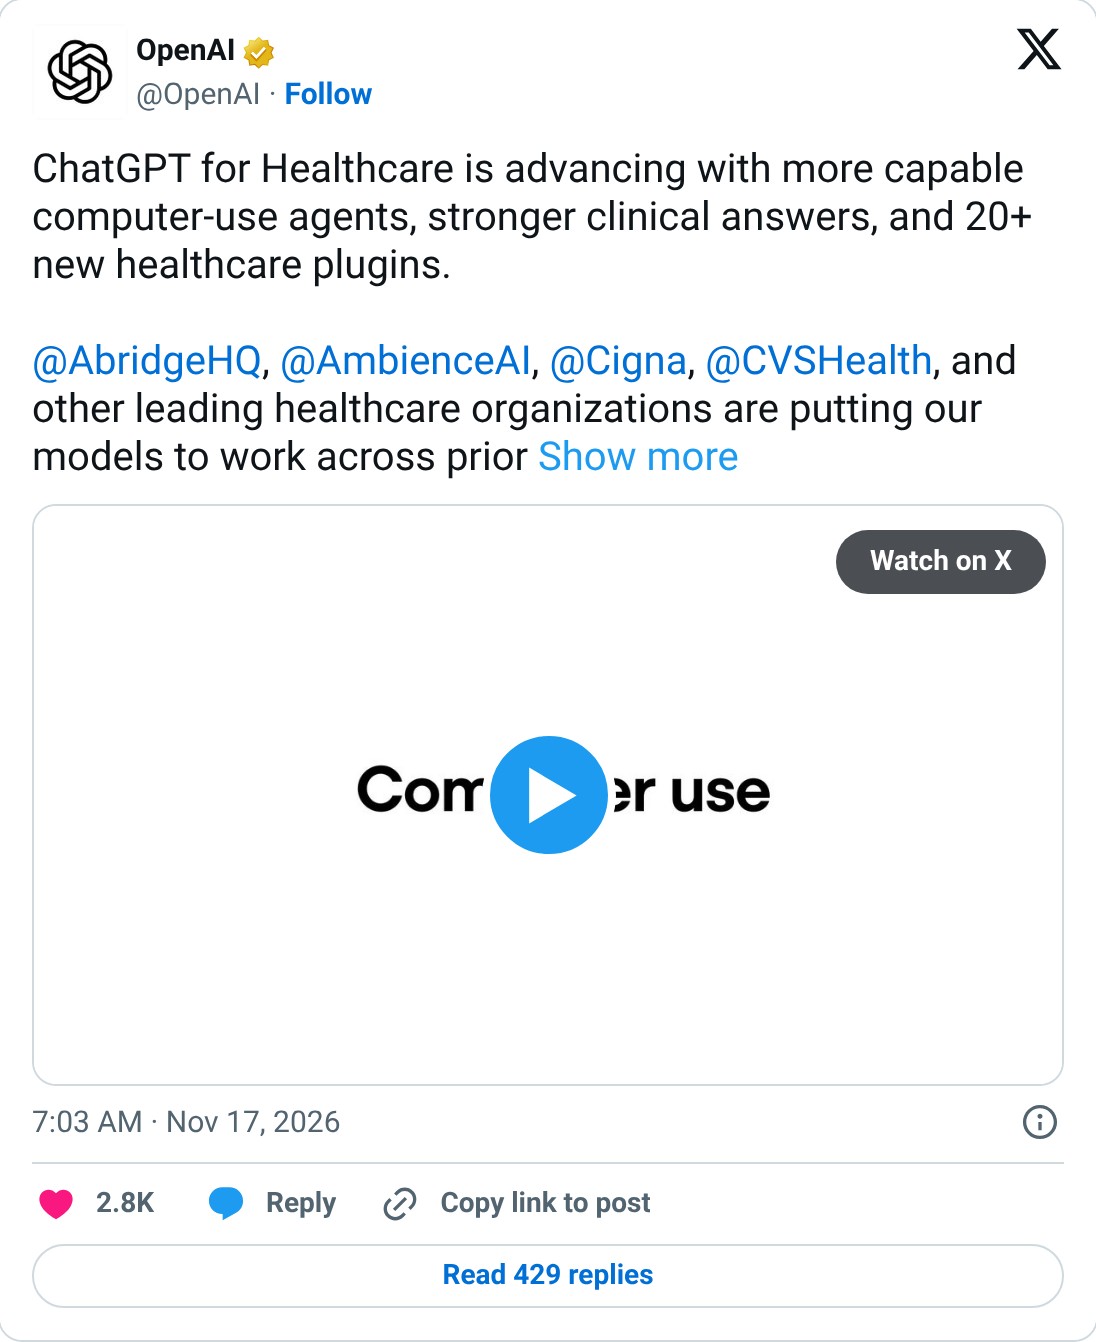 OpenAI
@OpenAI · Follow
ChatGPT for Healthcare is advancing with more capable
computer-use agents, stronger clinical answers, and 20+
new healthcare plugins.
@AbridgeHQ, @AmbienceAI, @Cigna, @CVSHealth, and
other leading healthcare organizations are putting our
models to work across prior Show more
Watch on X
use
7:03 AM · Nov 17, 2026
2.8K
Reply
Copy link to post
Read 429 replies